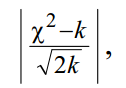 | (χ² – k) / √2k | ,